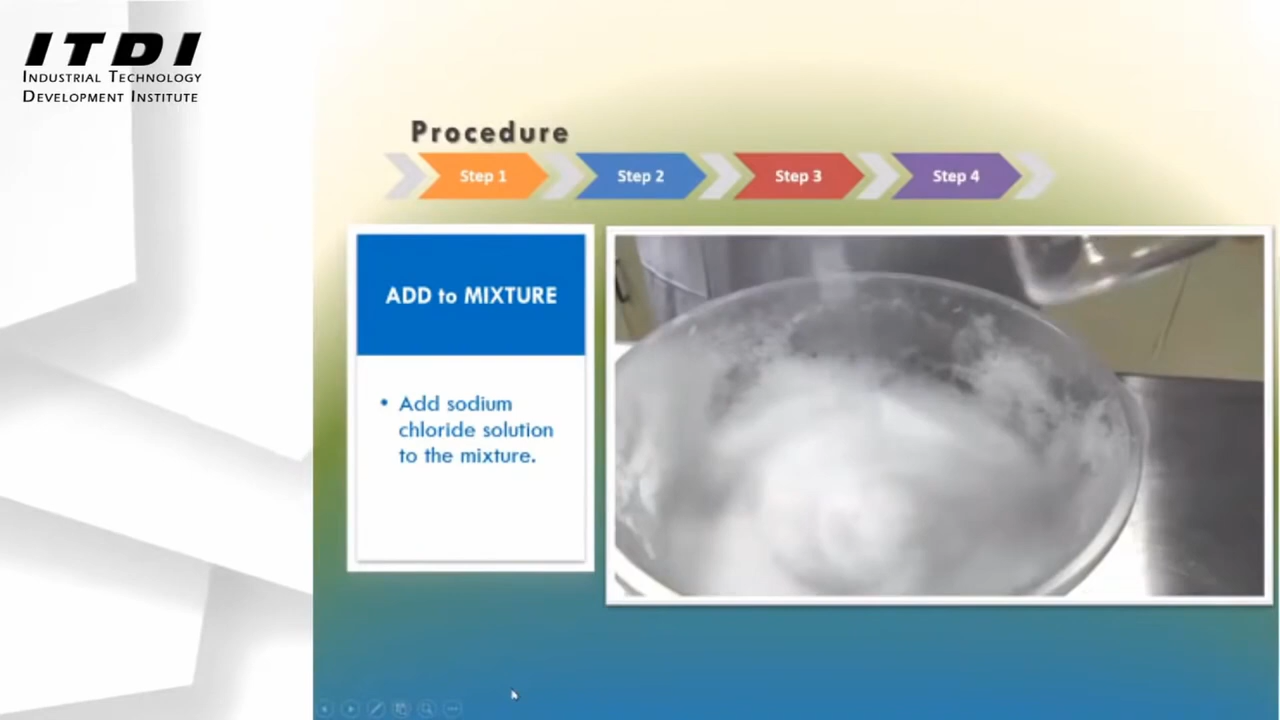 ITDI
INDUSTRIAL TECHNOLOGY
DEVELOPMENT INSTITUTE
Procedure
Step 1
Step 2
Step 3
Step 4
ADD to MIXTURE
• Add sodium
chloride solution
to the mixture.